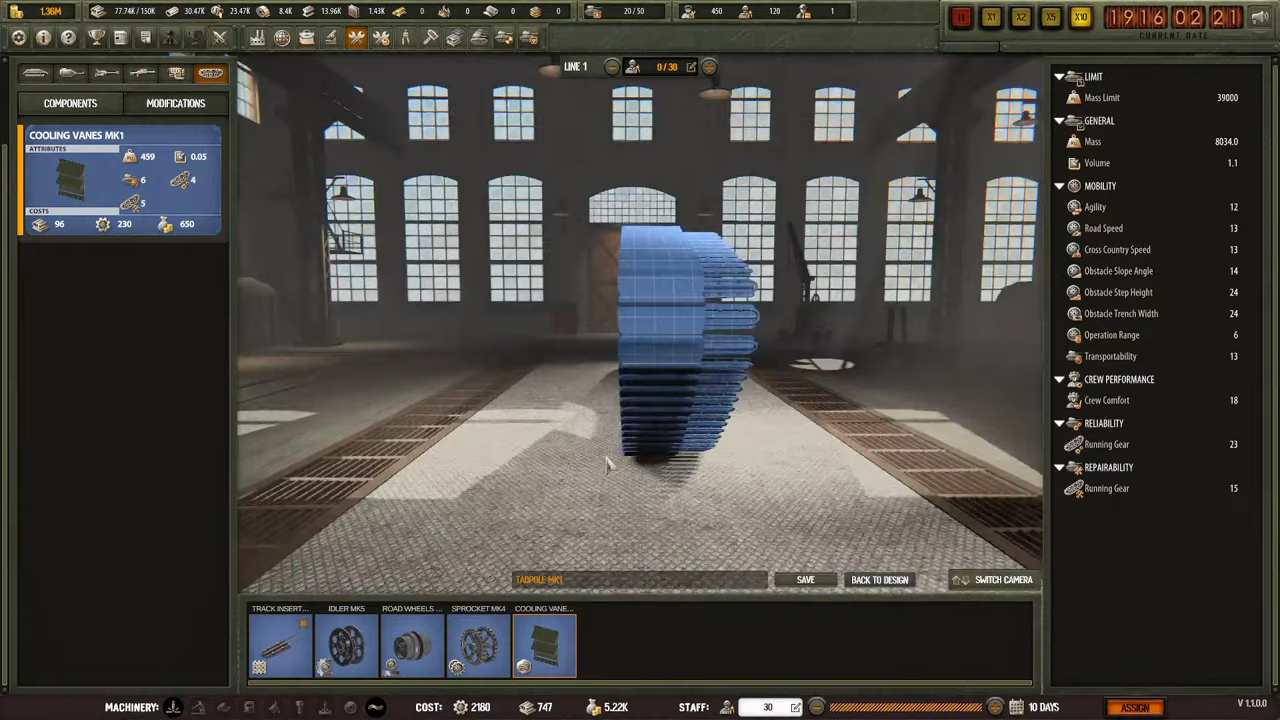 1.36M 77.74K / 150K 30.47K 23.47K 8.4K 13.96K 1.43K 0 0 0 0 0 20 / 50 450 120 1
X1 X2 X5 X10 1916 02 21
CURRENT DATE
LINE 1 0 / 30
COMPONENTS MODIFICATIONS
COOLING VANES MK1
ATTRIBUTES
459 0.05
6 4
5
COSTS
96 230 650
LIMIT
Mass Limit 39000
GENERAL
Mass 8034.0
Volume 1.1
MOBILITY
Agility 12
Road Speed 13
Cross Country Speed 13
Obstacle Slope Angle 14
Obstacle Step Height 24
Obstacle Trench Width 24
Operation Range 6
Transportability 13
CREW PERFORMANCE
Crew Comfort 18
RELIABILITY
Running Gear 23
REPAIRABILITY
Running Gear 15
TADPOLE MK1 SAVE BACK TO DESIGN SWITCH CAMERA
TRACK INSERT... IDLER MK5 ROAD WHEELS ... SPROCKET MK4 COOLING VANE...
MACHINERY: COST: 2180 747 5.22K STAFF: 30 10 DAYS ASSIGN V 1.1.0.0